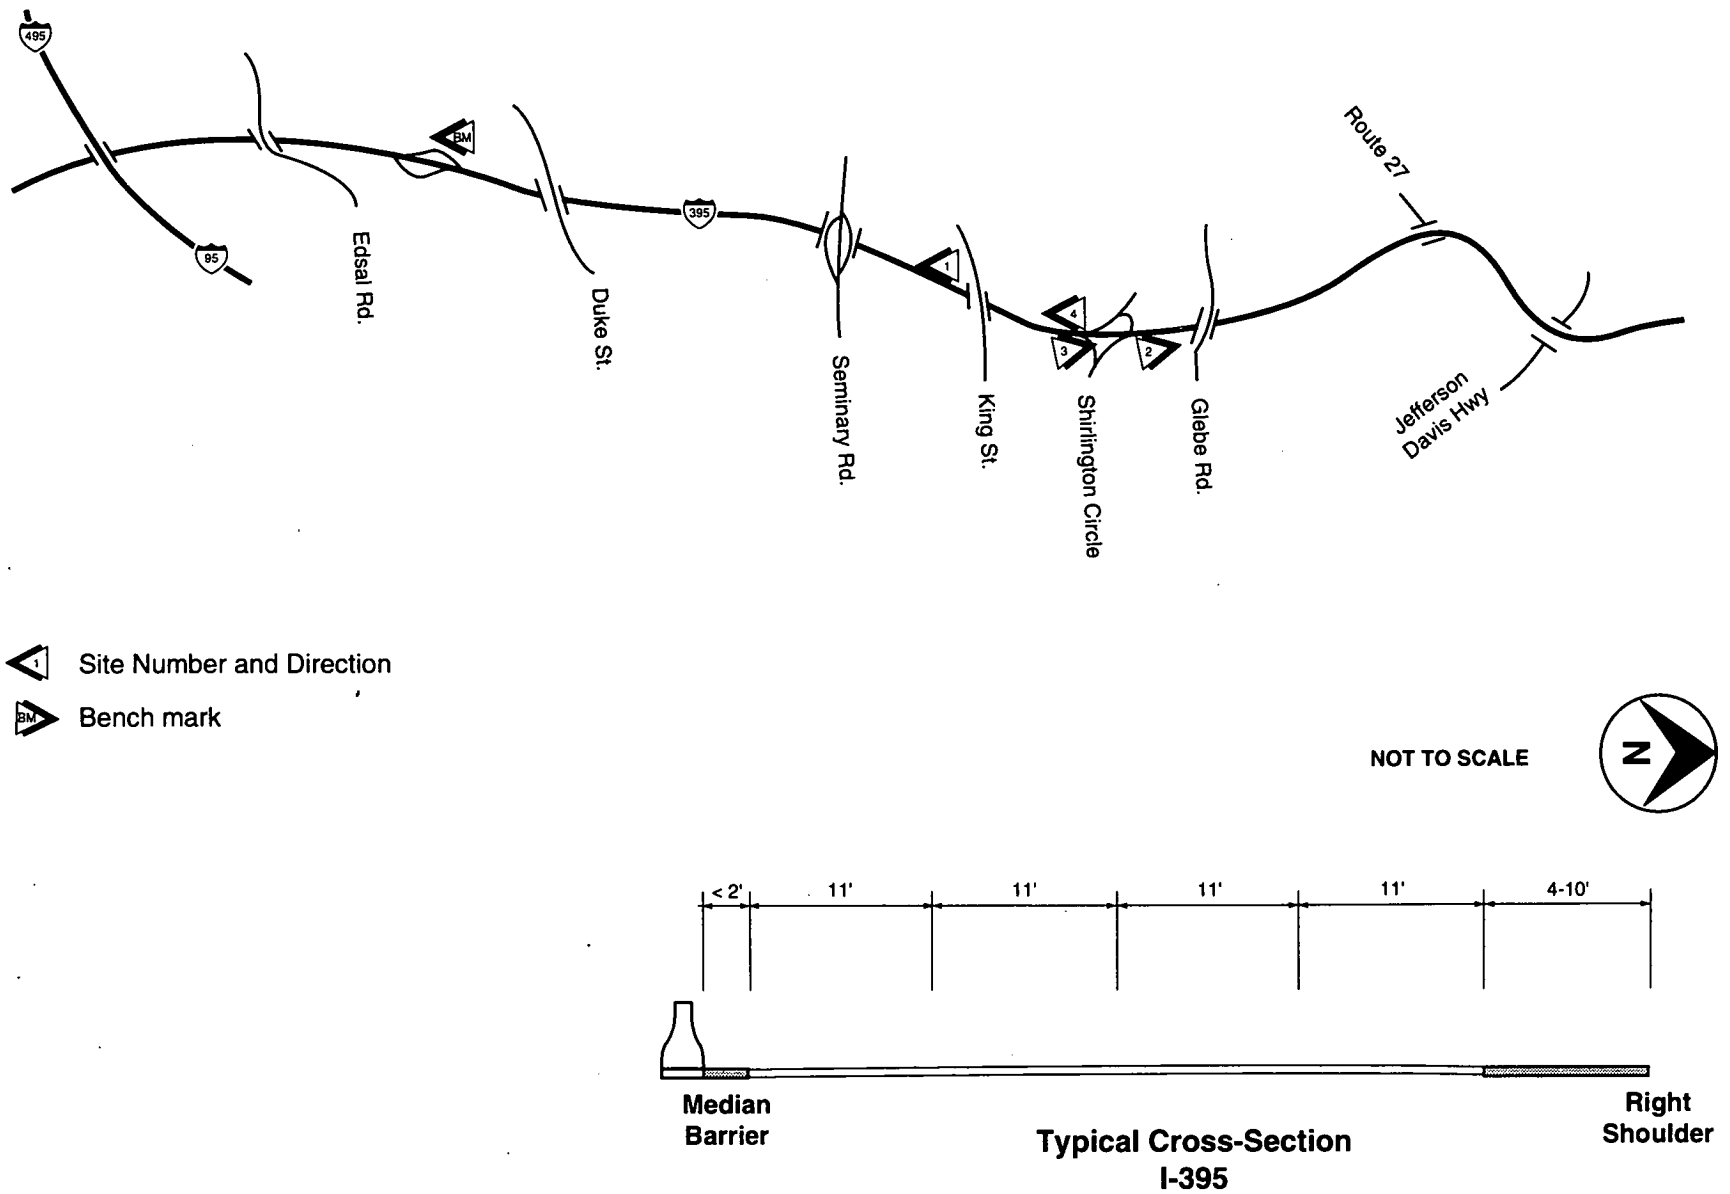 495
95
395
BM
1
4
3
2
Edsal Rd.
Duke St.
Seminary Rd.
King St.
Shirlington Circle
Glebe Rd.
Route 27
Jefferson
Davis Hwy
1 Site Number and Direction
BM Bench mark
NOT TO SCALE
N
< 2' 11' 11' 11' 11' 4-10'
Median
Barrier
Right
Shoulder
Typical Cross-Section
I-395